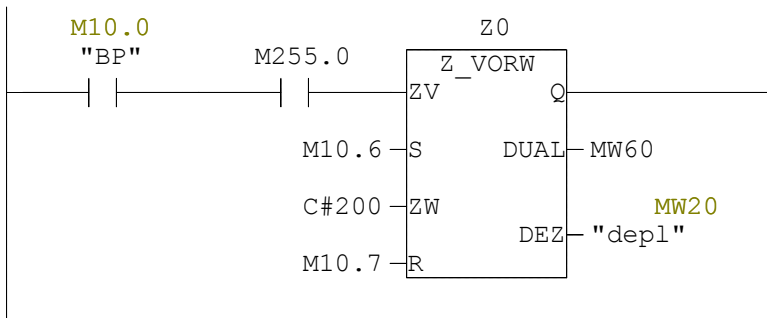 M10.0
Z0
"BP"
M255.0
Z_VORW
ZV
Q
M10.6
S
DUAL
MW60
C#200
ZW
MW20
DEZ
"depl"
M10.7
R